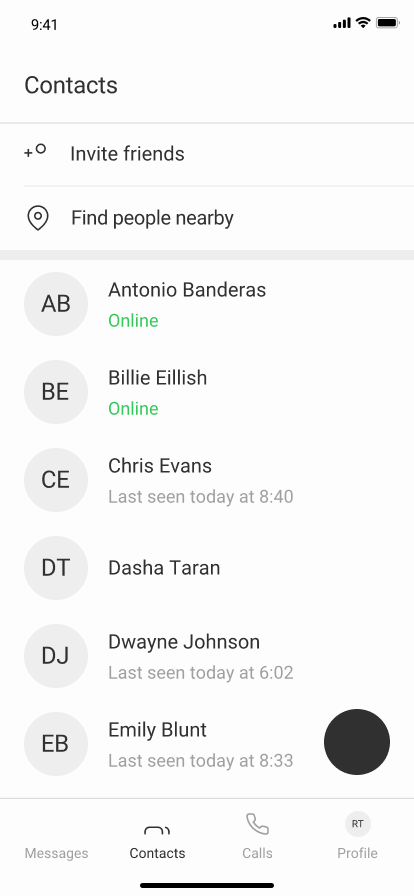 9:41
Contacts
Invite friends
Find people nearby
AB
Antonio Banderas
Online
BE
Billie Eillish
Online
CE
Chris Evans
Last seen today at 8:40
DT
Dasha Taran
DJ
Dwayne Johnson
Last seen today at 6:02
EB
Emily Blunt
Last seen today at 8:33
RT
Messages Contacts Calls Profile